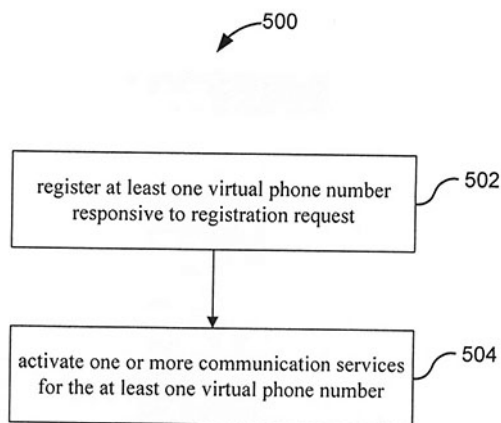 500
register at least one virtual phone number
responsive to registration request
502
activate one or more communication services
for the at least one virtual phone number
504